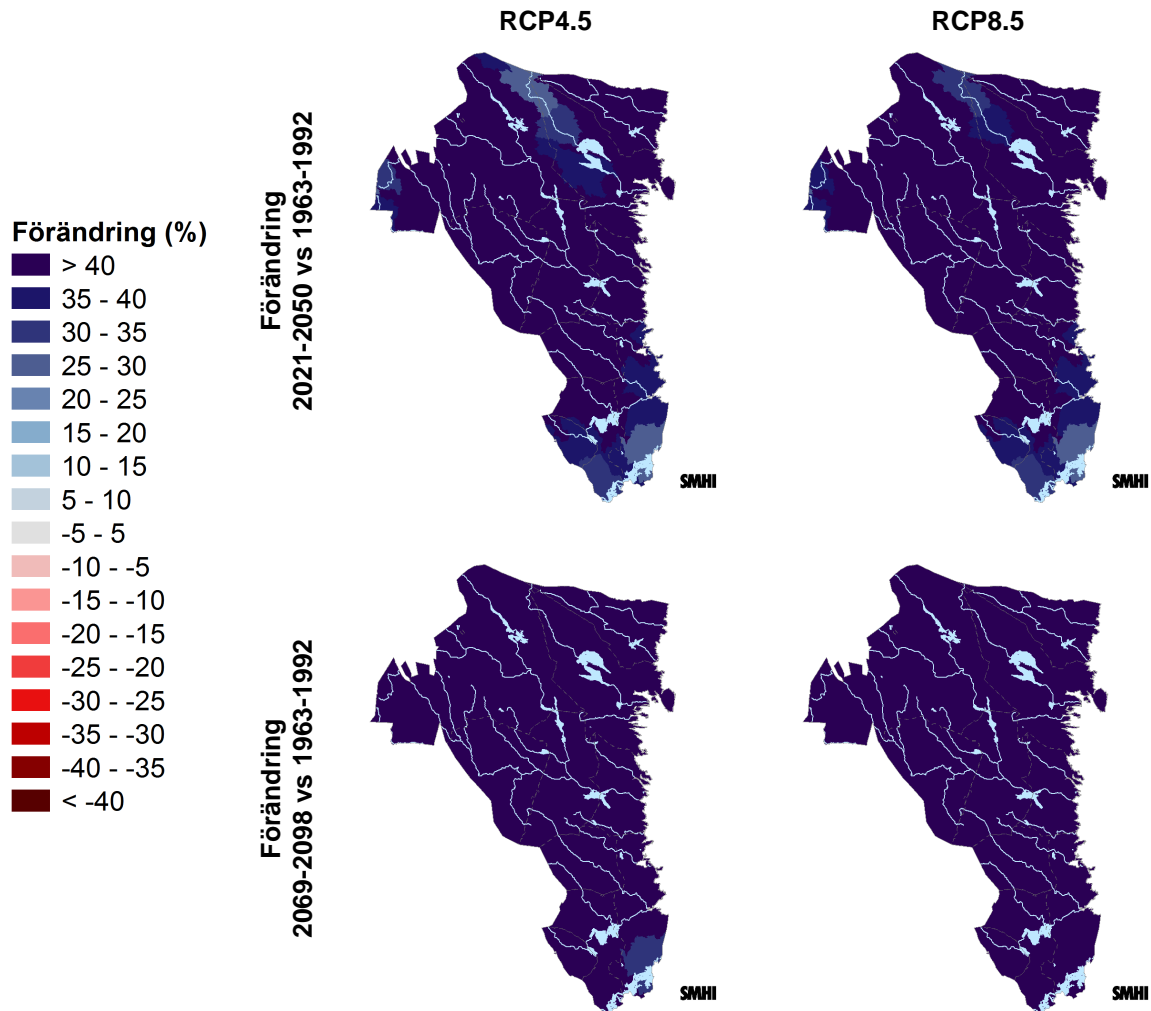 RCP4.5
RCP8.5
Förändring
2021-2050 vs 1963-1992
Förändring (%)
> 40
35 - 40
30 - 35
25 - 30
20 - 25
15 - 20
10 - 15
5 - 10
-5 - 5
-10 - -5
-15 - -10
-20 - -15
-25 - -20
-30 - -25
-35 - -30
-40 - -35
< -40
SMHI
SMHI
Förändring
2069-2098 vs 1963-1992
SMHI
SMHI